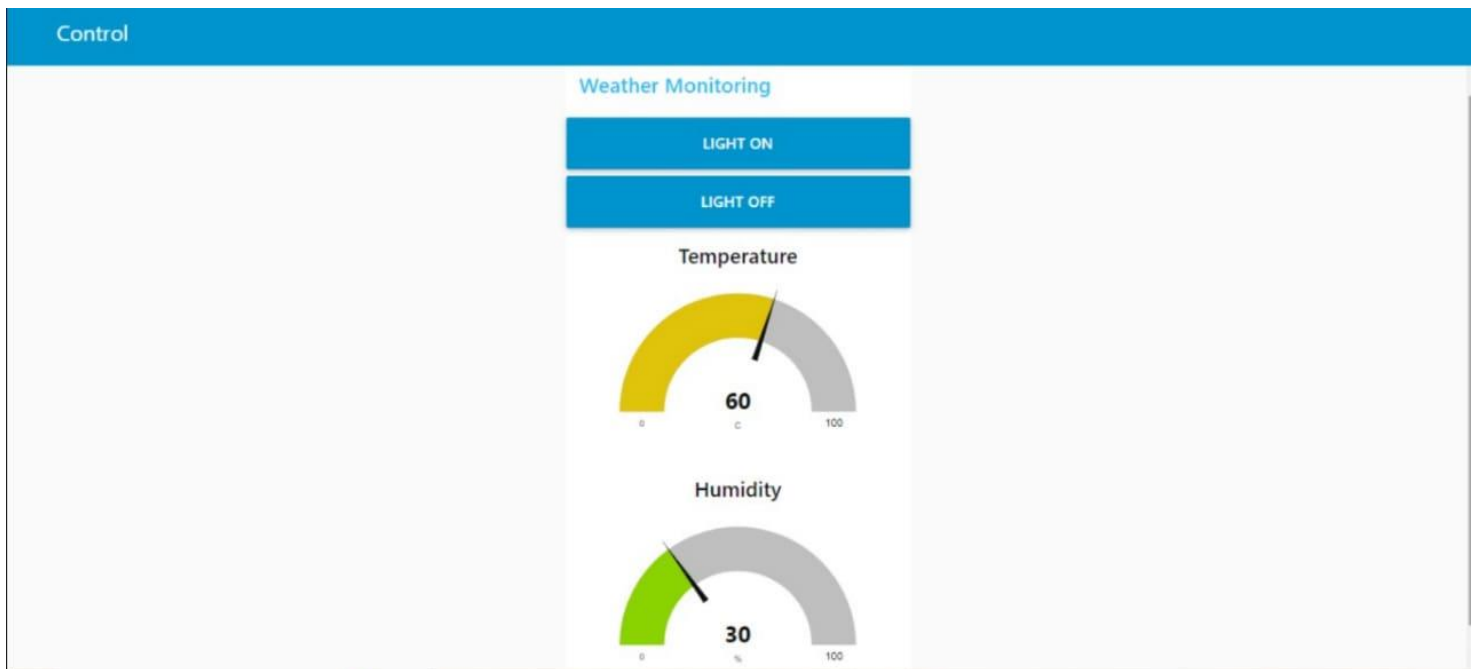 Control
Weather Monitoring
LIGHT ON
LIGHT OFF
Temperature
60
0
C
100
Humidity
30
0
%
100